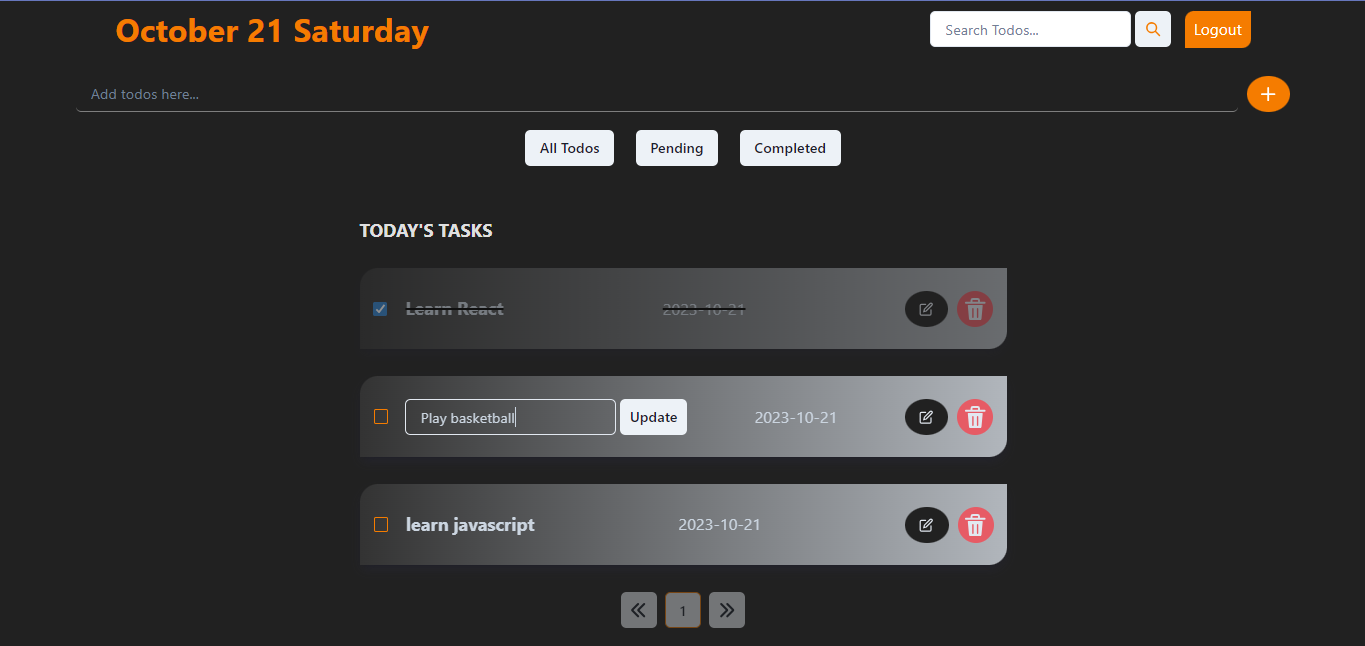 October 21 Saturday
Search Todos...
Logout
Add todos here...
All Todos
Pending
Completed
TODAY'S TASKS
Learn React 2023-10-21
Play basketball Update 2023-10-21
learn javascript 2023-10-21
1